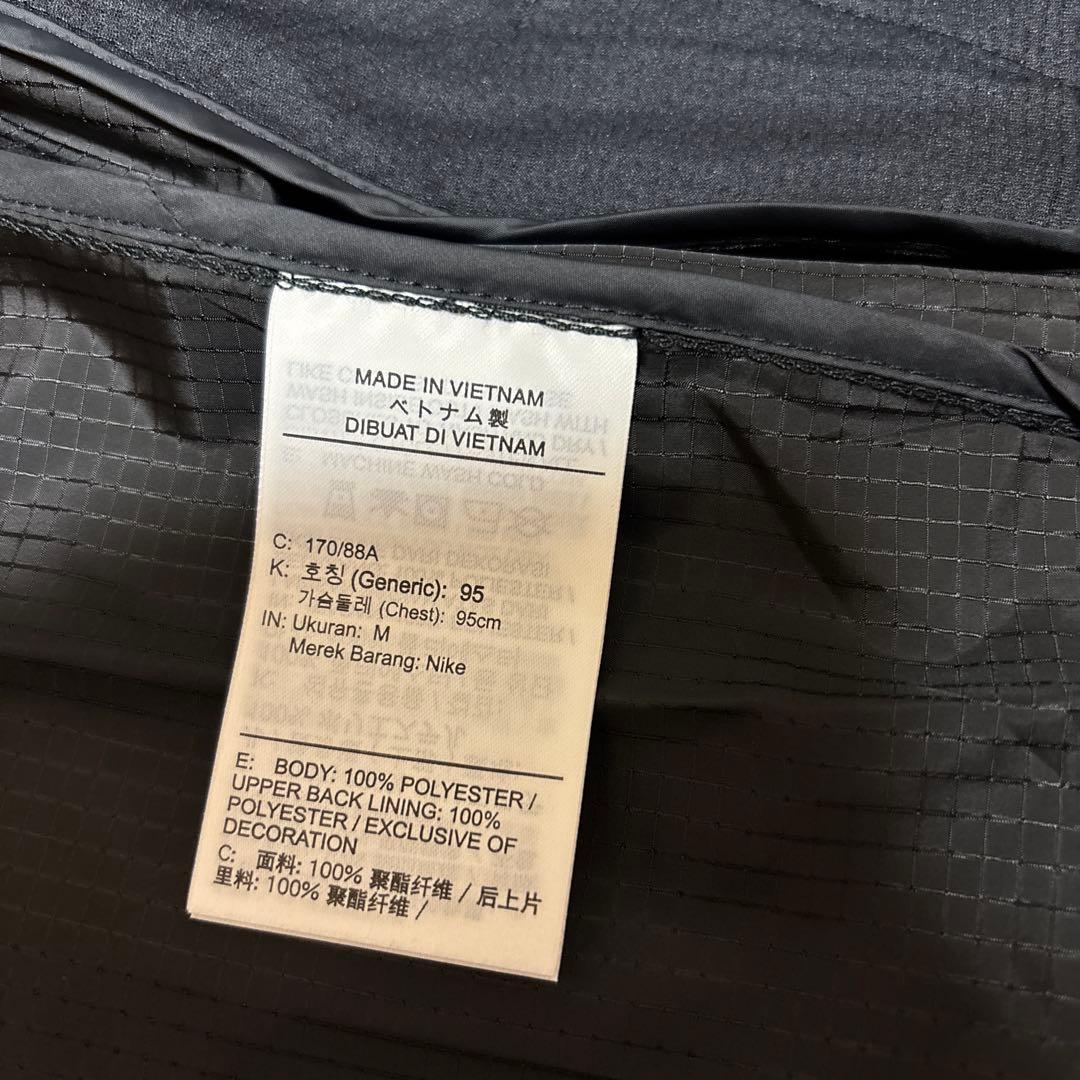 MADE IN VIETNAM
ベトナム製
DIBUAT DI VIETNAM
C: 170/88A
K: 호칭 (Generic): 95
가슴둘레 (Chest): 95cm
IN: Ukuran: M
Merek Barang: Nike
E: BODY: 100% POLYESTER /
UPPER BACK LINING: 100%
POLYESTER / EXCLUSIVE OF
DECORATION
C: 面料: 100% 聚酯纤维 / 后上片
里料: 100% 聚酯纤维 /